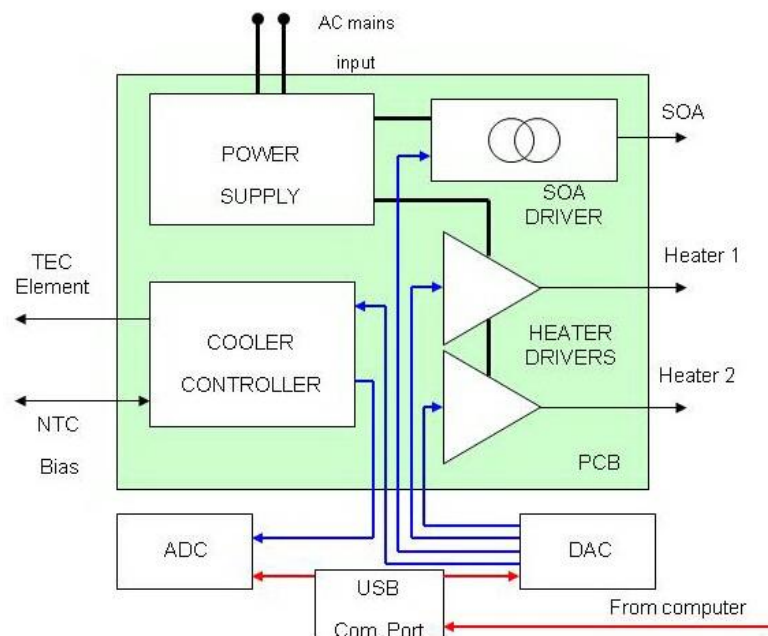 AC mains
input
POWER
SUPPLY
SOA
SOA
DRIVER
TEC
Element
Heater 1
COOLER
CONTROLLER
HEATER
DRIVERS
Heater 2
NTC
Bias
PCB
ADC
DAC
USB
Com. Port
From computer